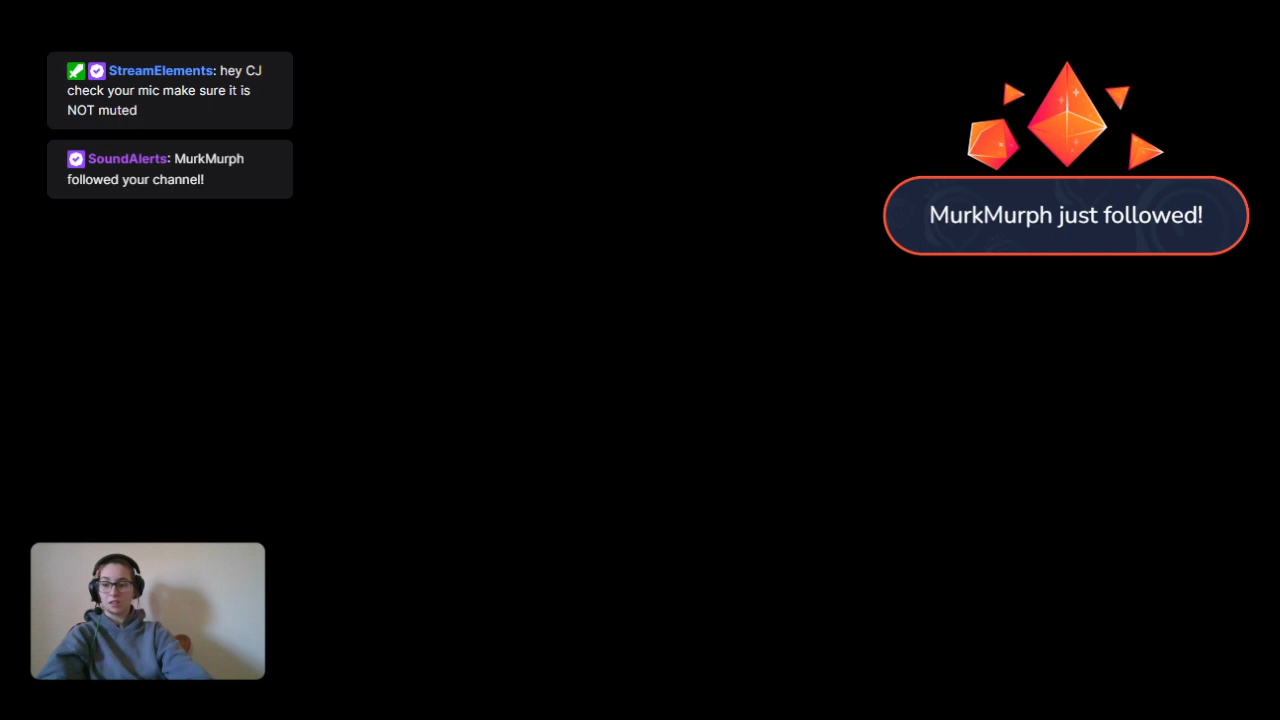 StreamElements: hey CJ
check your mic make sure it is
NOT muted
SoundAlerts: MurkMurph
followed your channel!
MurkMurph just followed!